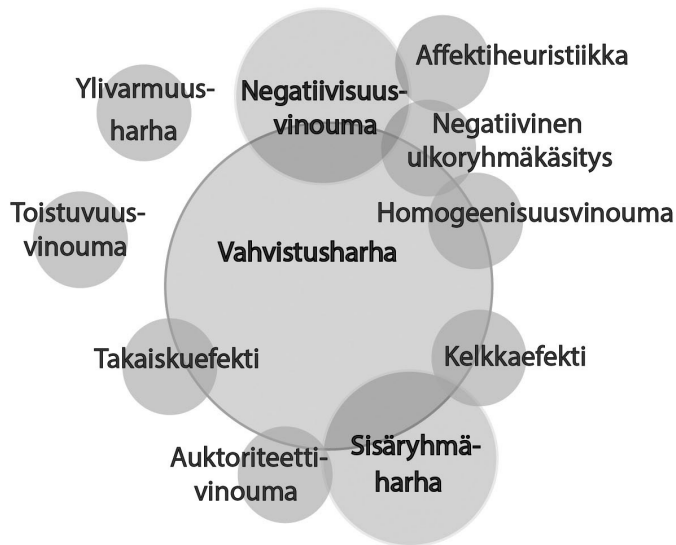 Affektiheuristiikka
Ylivarmuus-
harha
Negatiivisuus-
vinouma
Negatiivinen
ulkoryhmäkäsitys
Toistuvuus-
vinouma
Homogeenisuusvinouma
Vahvistusharha
Takaiskuefekti
Kelkkaefekti
Auktoriteetti-
vinouma
Sisäryhmä-
harha